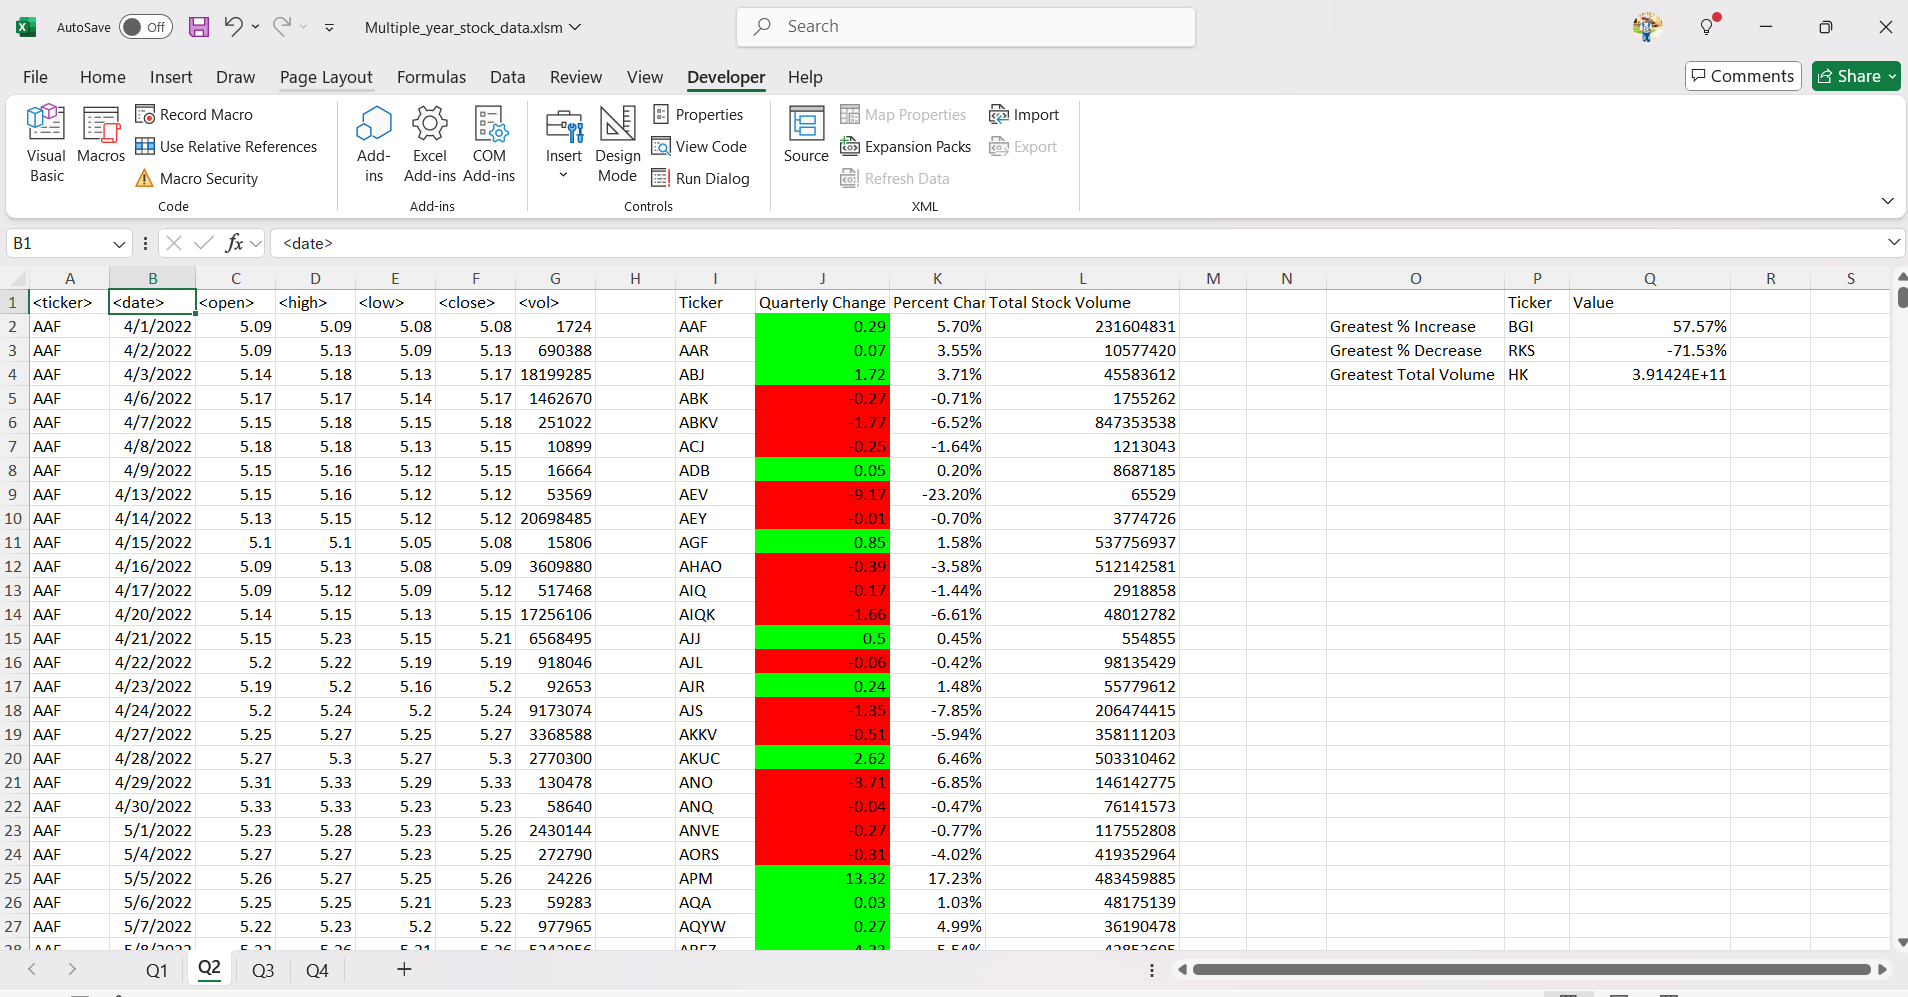 AutoSave Off Multiple_year_stock_data.xlsm Search
File Home Insert Draw Page Layout Formulas Data Review View Developer Help Comments Share
Visual Basic Macros Record Macro Use Relative References Macro Security Code
Add-ins Excel Add-ins COM Add-ins Add-ins
Insert Design Mode Properties View Code Run Dialog Controls
Source Map Properties Expansion Packs Refresh Data Import Export XML
B1 fx <date>
A B C D E F G H I J K L M N O P Q R S
1 <ticker> <date> <open> <high> <low> <close> <vol> Ticker Quarterly Change Percent Char Total Stock Volume Ticker Value
2 AAF 4/1/2022 5.09 5.09 5.08 5.08 1724 AAF 0.29 5.70% 231604831 Greatest % Increase BGI 57.57%
3 AAF 4/2/2022 5.09 5.13 5.09 5.13 690388 AAR 0.07 3.55% 10577420 Greatest % Decrease RKS -71.53%
4 AAF 4/3/2022 5.14 5.18 5.13 5.17 18199285 ABJ 1.72 3.71% 45583612 Greatest Total Volume HK 3.91424E+11
5 AAF 4/6/2022 5.17 5.17 5.14 5.17 1462670 ABK -0.27 -0.71% 1755262
6 AAF 4/7/2022 5.15 5.18 5.15 5.18 251022 ABKV -1.77 -6.52% 847353538
7 AAF 4/8/2022 5.18 5.18 5.13 5.15 10899 ACJ -0.25 -1.64% 1213043
8 AAF 4/9/2022 5.15 5.16 5.12 5.15 16664 ADB 0.05 0.20% 8687185
9 AAF 4/13/2022 5.15 5.16 5.12 5.12 53569 AEV -9.17 -23.20% 65529
10 AAF 4/14/2022 5.13 5.15 5.12 5.12 20698485 AEY -0.01 -0.70% 3774726
11 AAF 4/15/2022 5.1 5.1 5.05 5.08 15806 AGF 0.85 1.58% 537756937
12 AAF 4/16/2022 5.09 5.13 5.08 5.09 3609880 AHAO -0.39 -3.58% 512142581
13 AAF 4/17/2022 5.09 5.12 5.09 5.12 517468 AIQ -0.17 -1.44% 2918858
14 AAF 4/20/2022 5.14 5.15 5.13 5.15 17256106 AIQK -1.66 -6.61% 48012782
15 AAF 4/21/2022 5.15 5.23 5.15 5.21 6568495 AJJ 0.5 0.45% 554855
16 AAF 4/22/2022 5.2 5.22 5.19 5.19 918046 AJL -0.06 -0.42% 98135429
17 AAF 4/23/2022 5.19 5.2 5.16 5.2 92653 AJR 0.24 1.48% 55779612
18 AAF 4/24/2022 5.2 5.24 5.2 5.24 9173074 AJS -1.35 -7.85% 206474415
19 AAF 4/27/2022 5.25 5.27 5.25 5.27 3368588 AKKV -0.51 -5.94% 358111203
20 AAF 4/28/2022 5.27 5.3 5.27 5.3 2770300 AKUC 2.62 6.46% 503310462
21 AAF 4/29/2022 5.31 5.33 5.29 5.33 130478 ANO -3.71 -6.85% 146142775
22 AAF 4/30/2022 5.33 5.33 5.23 5.23 58640 ANQ -0.04 -0.47% 76141573
23 AAF 5/1/2022 5.23 5.28 5.23 5.26 2430144 ANVE -0.27 -0.77% 117552808
24 AAF 5/4/2022 5.27 5.27 5.23 5.25 272790 AORS -0.31 -4.02% 419352964
25 AAF 5/5/2022 5.26 5.27 5.25 5.26 24226 APM 13.32 17.23% 483459885
26 AAF 5/6/2022 5.25 5.25 5.21 5.23 59283 AQA 0.03 1.03% 48175139
27 AAF 5/7/2022 5.22 5.23 5.2 5.22 977965 AQYW 0.27 4.99% 36190478
Q1 Q2 Q3 Q4